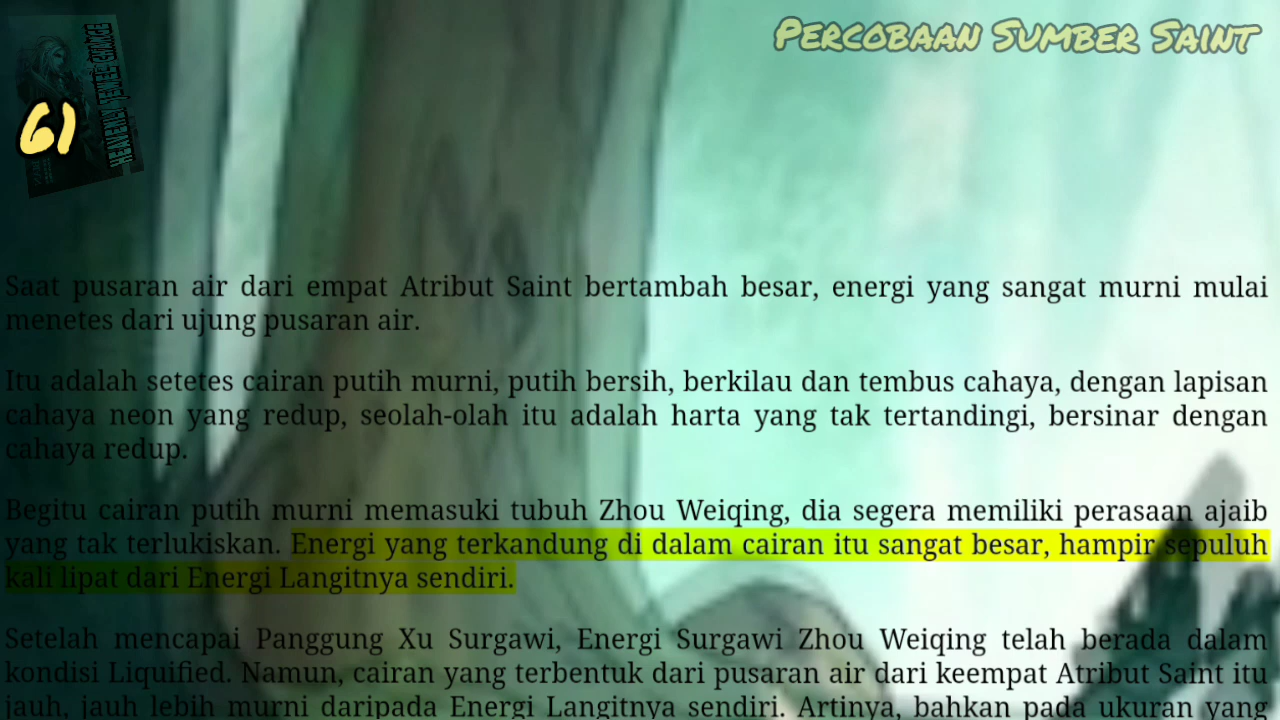 PERCOBAAN SUMBER SAINT
HEAVENLY JEWEL CHANGE
61
Saat pusaran air dari empat Atribut Saint bertambah besar, energi yang sangat murni mulai
menetes dari ujung pusaran air.
Itu adalah setetes cairan putih murni, putih bersih, berkilau dan tembus cahaya, dengan lapisan
cahaya neon yang redup, seolah-olah itu adalah harta yang tak tertandingi, bersinar dengan
cahaya redup.
Begitu cairan putih murni memasuki tubuh Zhou Weiqing, dia segera memiliki perasaan ajaib
yang tak terlukiskan. Energi yang terkandung di dalam cairan itu sangat besar, hampir sepuluh
kali lipat dari Energi Langitnya sendiri.
Setelah mencapai Panggung Xu Surgawi, Energi Surgawi Zhou Weiqing telah berada dalam
kondisi Liquified. Namun, cairan yang terbentuk dari pusaran air dari keempat Atribut Saint itu
jauh, jauh lebih murni daripada Energi Langitnya sendiri. Artinya, bahkan pada ukuran yang